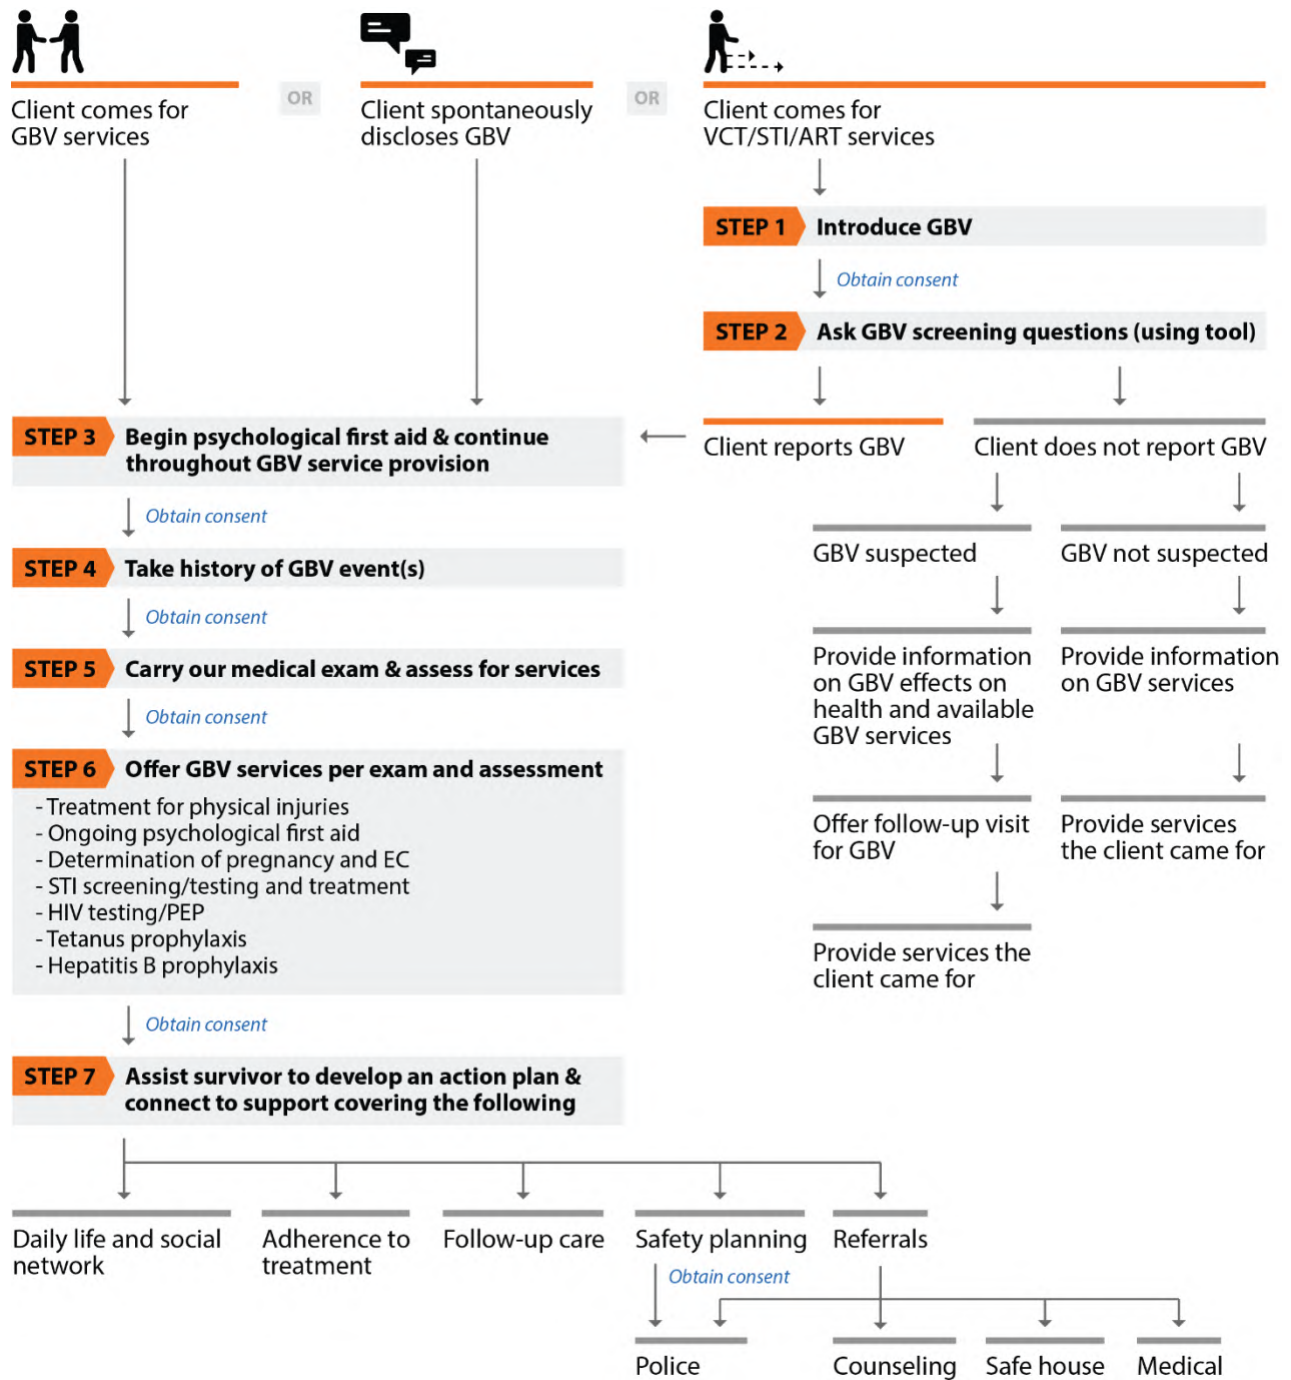 OR
OR
Client comes for
GBV services
Client spontaneously
discloses GBV
Client comes for
VCT/STI/ART services
STEP 1
Introduce GBV
Obtain consent
STEP 2
Ask GBV screening questions (using tool)
Client reports GBV
Client does not report GBV
GBV suspected
GBV not suspected
Provide information
on GBV effects on
health and available
GBV services
Provide information
on GBV services
Offer follow-up visit
for GBV
Provide services
the client came for
Provide services the
client came for
STEP 3
Begin psychological first aid & continue
throughout GBV service provision
Obtain consent
STEP 4
Take history of GBV event(s)
Obtain consent
STEP 5
Carry our medical exam & assess for services
Obtain consent
STEP 6
Offer GBV services per exam and assessment
- Treatment for physical injuries
- Ongoing psychological first aid
- Determination of pregnancy and EC
- STI screening/testing and treatment
- HIV testing/PEP
- Tetanus prophylaxis
- Hepatitis B prophylaxis
Obtain consent
STEP 7
Assist survivor to develop an action plan &
connect to support covering the following
Daily life and social
network
Adherence to
treatment
Follow-up care
Safety planning
Referrals
Obtain consent
Police
Counseling
Safe house
Medical